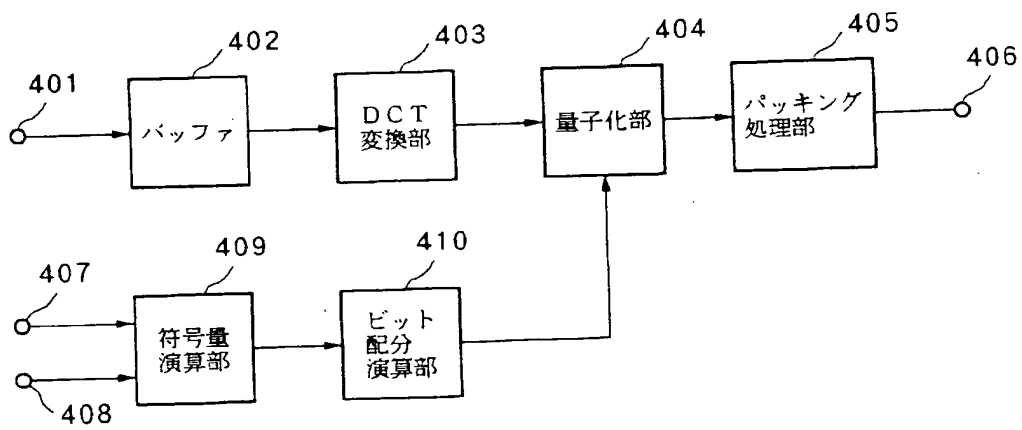 401
402
バッファ
403
DCT
変換部
404
量子化部
405
パッキング
処理部
406
407
408
409
符号量
演算部
410
ビット
配分
演算部